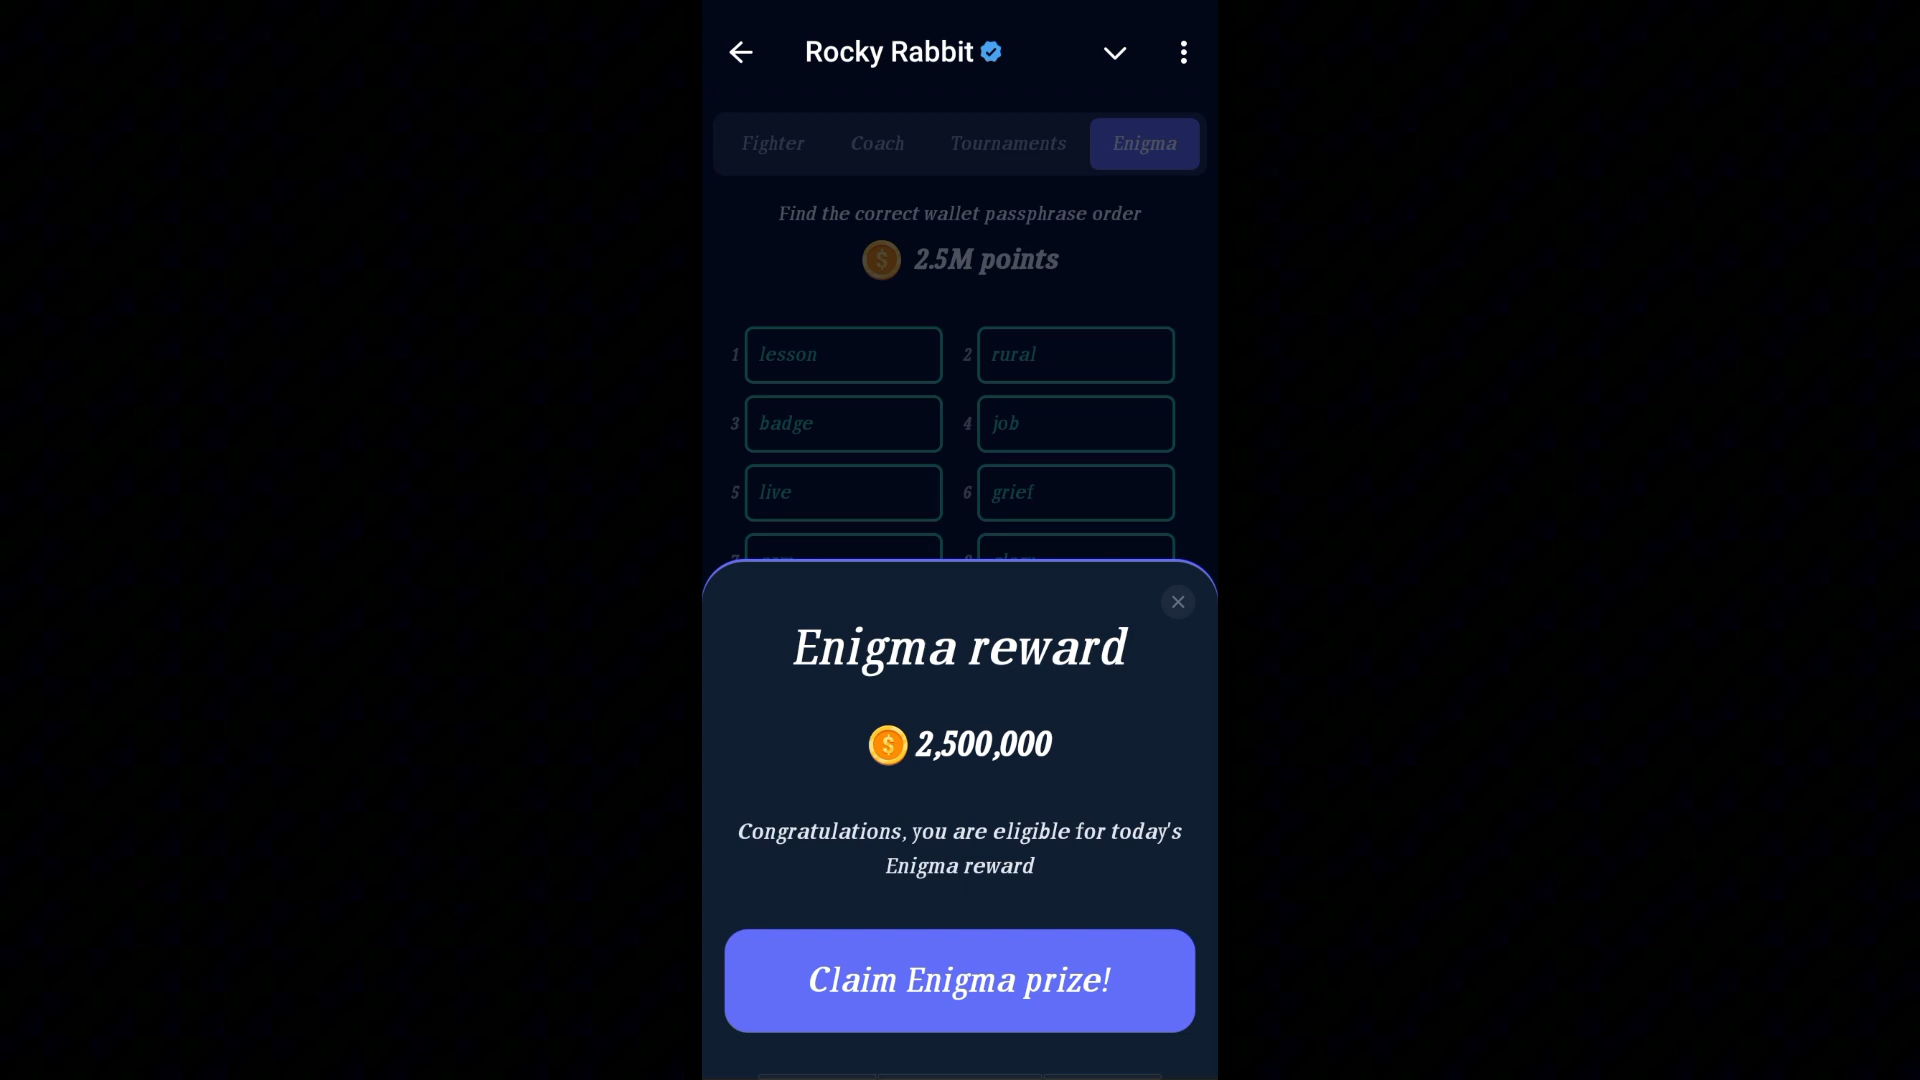 Rocky Rabbit
Fighter Coach Tournaments Enigma
Find the correct wallet passphrase order
$ 2.5M points
1 lesson 2 rural
3 badge 4 job
5 live 6 grief
Enigma reward
$ 2,500,000
Congratulations, you are eligible for today's
Enigma reward
Claim Enigma prize!